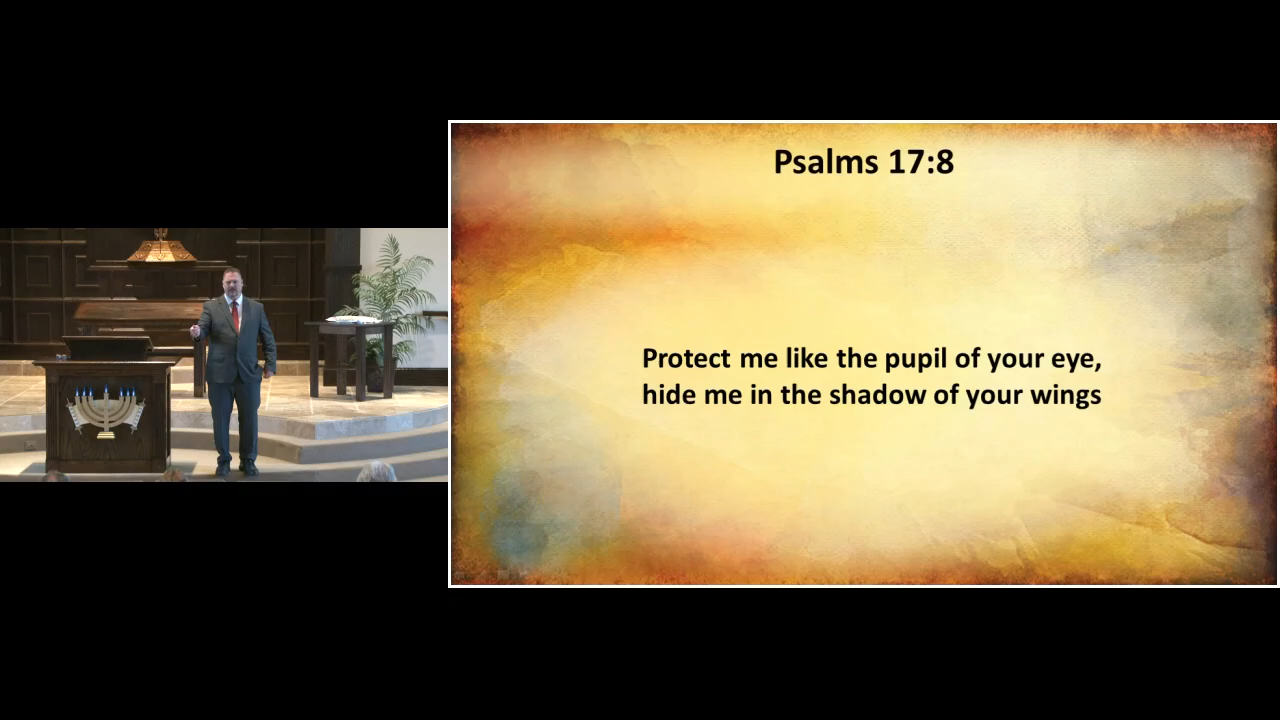 Psalms 17:8
Protect me like the pupil of your eye,
hide me in the shadow of your wings